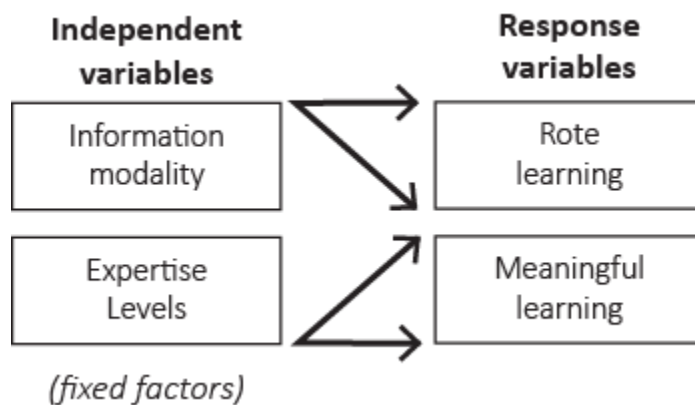 Independent
variables
Response
variables
Information
modality
Rote
learning
Expertise
Levels
Meaningful
learning
(fixed factors)